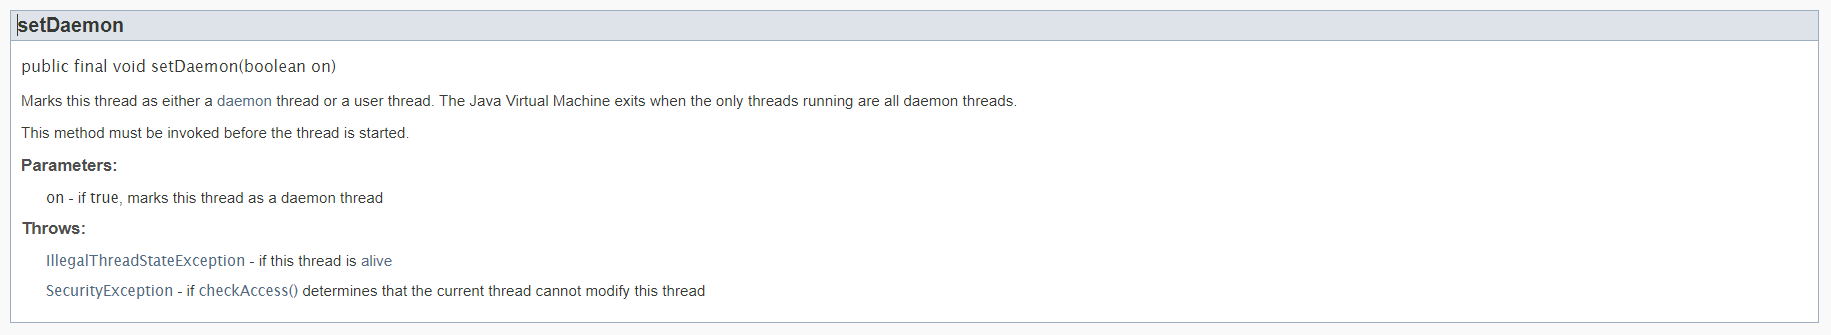 setDaemon
public final void setDaemon(boolean on)
Marks this thread as either a daemon thread or a user thread. The Java Virtual Machine exits when the only threads running are all daemon threads.
This method must be invoked before the thread is started.
Parameters:
on - if true, marks this thread as a daemon thread
Throws:
IllegalThreadStateException - if this thread is alive
SecurityException - if checkAccess() determines that the current thread cannot modify this thread